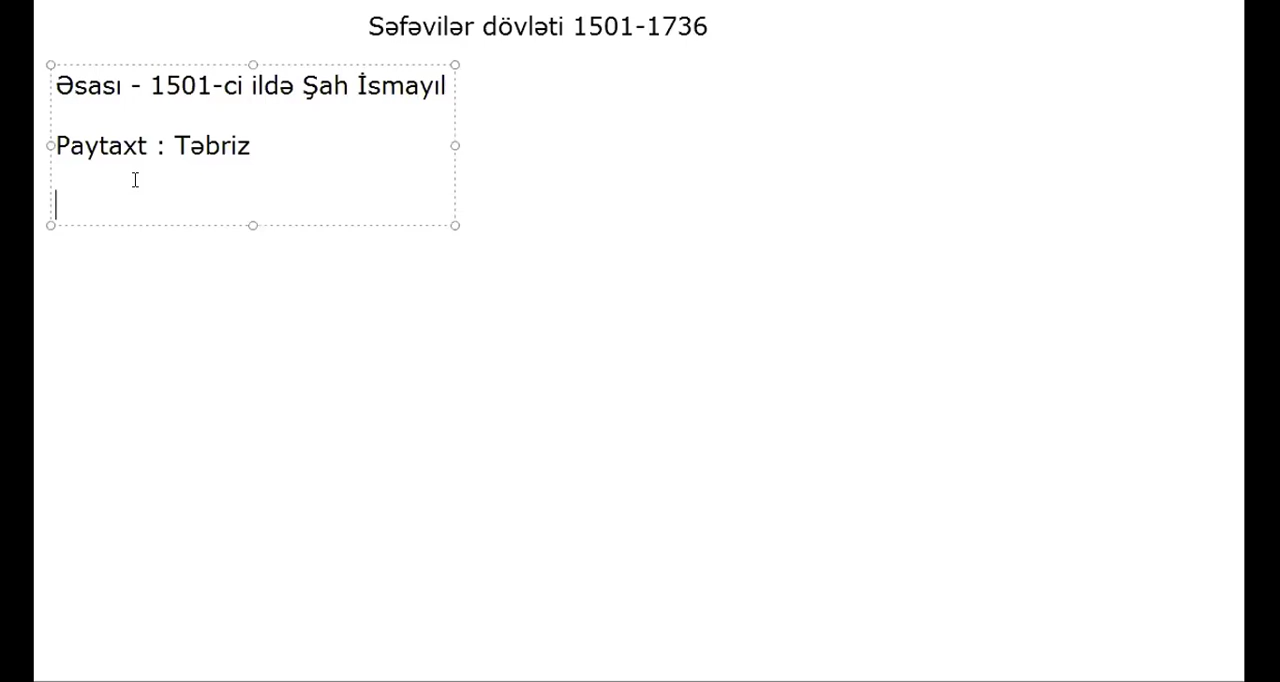 Səfəvilər dövləti 1501-1736
Əsası - 1501-ci ildə Şah İsmayıl
Paytaxt : Təbriz